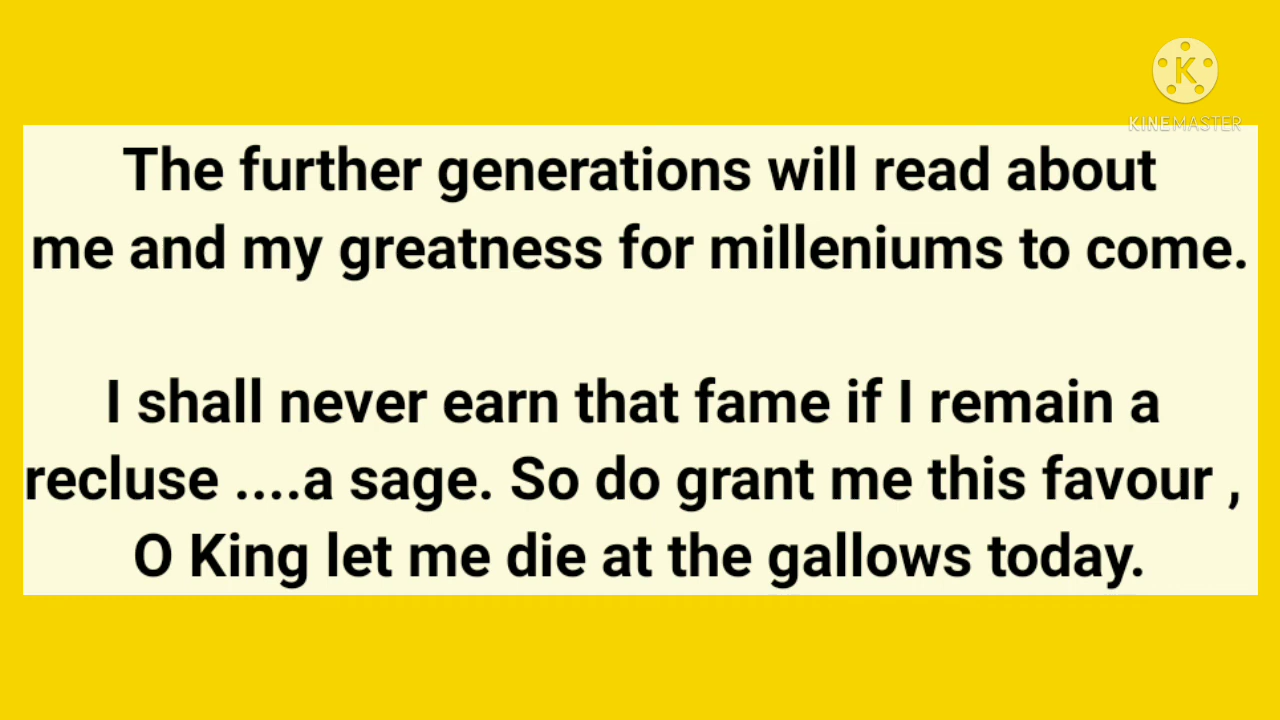 K
KINEMASTER
The further generations will read about
me and my greatness for milleniums to come.
I shall never earn that fame if I remain a
recluse ....a sage. So do grant me this favour ,
O King let me die at the gallows today.